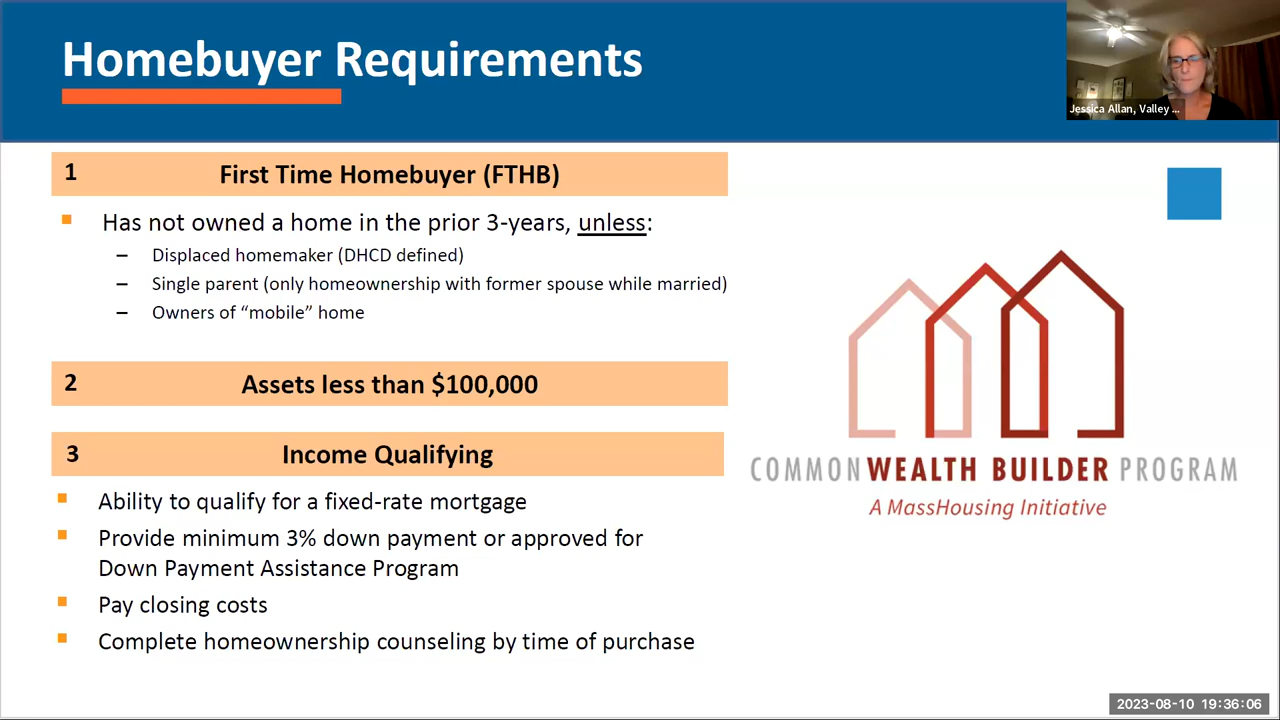 Homebuyer Requirements
Jessica Allan, Valley ...
1 First Time Homebuyer (FTHB)
Has not owned a home in the prior 3-years, unless:
– Displaced homemaker (DHCD defined)
– Single parent (only homeownership with former spouse while married)
– Owners of “mobile” home
2 Assets less than $100,000
3 Income Qualifying
Ability to qualify for a fixed-rate mortgage
Provide minimum 3% down payment or approved for
Down Payment Assistance Program
Pay closing costs
Complete homeownership counseling by time of purchase
COMMONWEALTH BUILDER PROGRAM
A MassHousing Initiative
2023-08-10 19:36:06